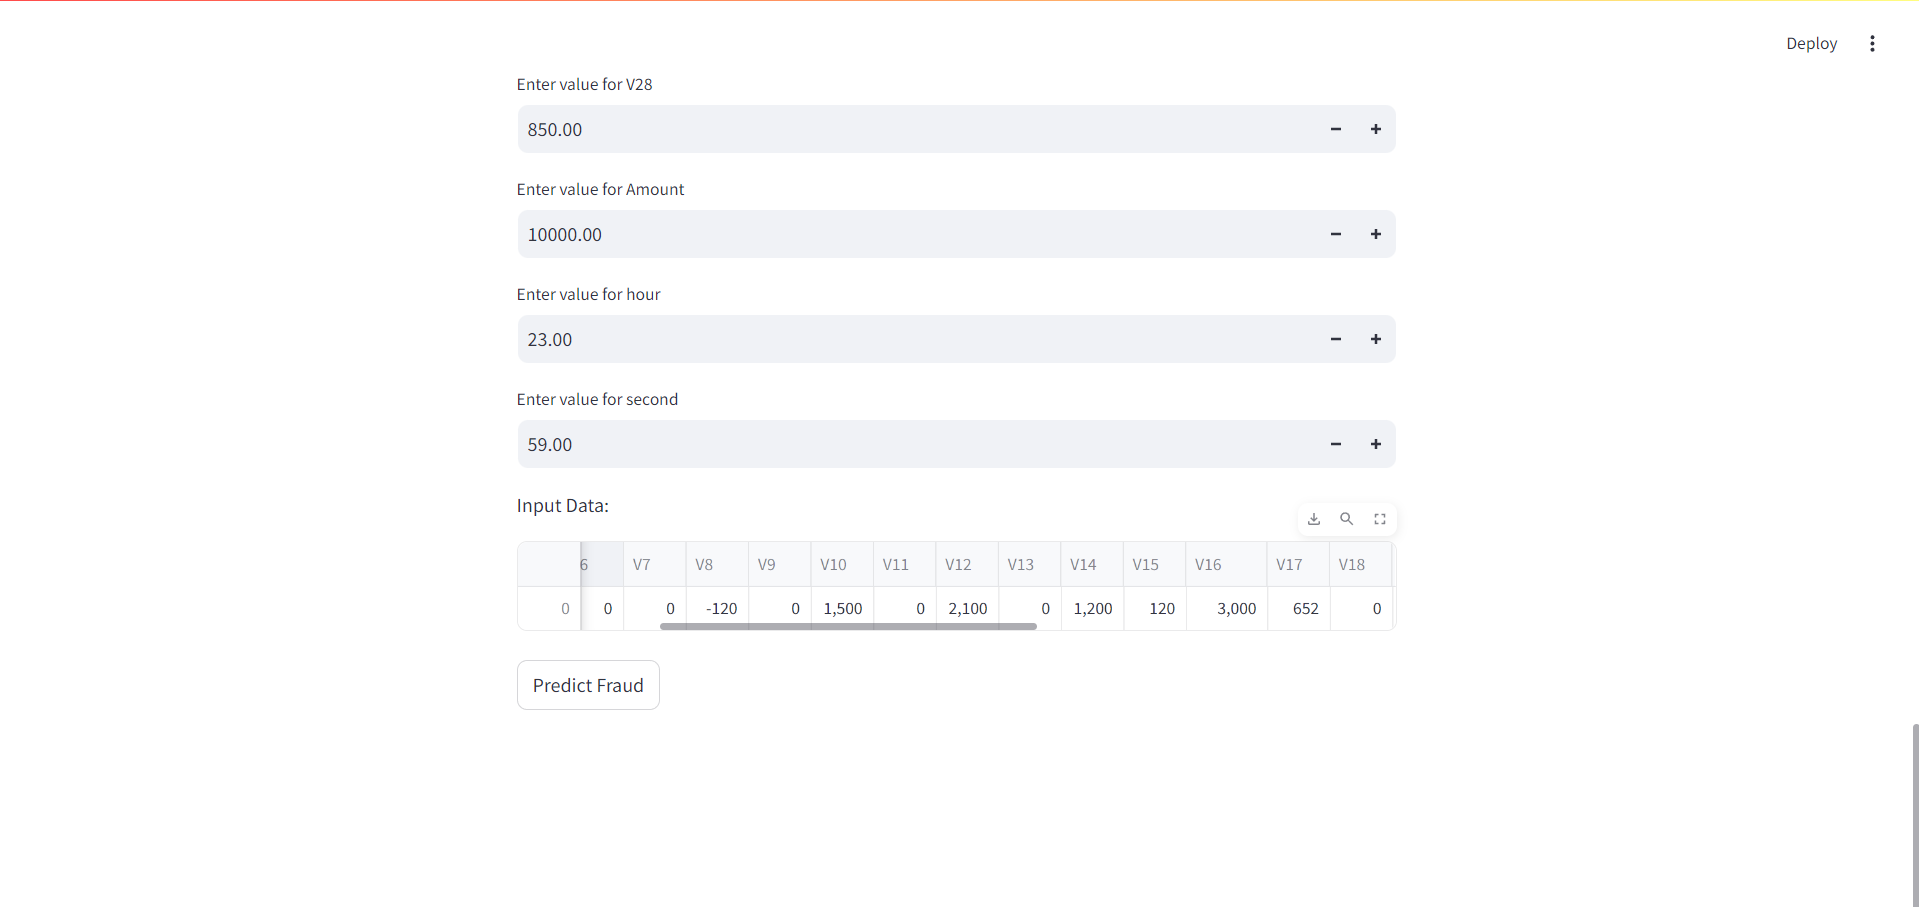 Deploy
Enter value for V28
850.00
Enter value for Amount
10000.00
Enter value for hour
23.00
Enter value for second
59.00
Input Data:
6 V7 V8 V9 V10 V11 V12 V13 V14 V15 V16 V17 V18
0 0 0 -120 0 1,500 0 2,100 0 1,200 120 3,000 652 0
Predict Fraud